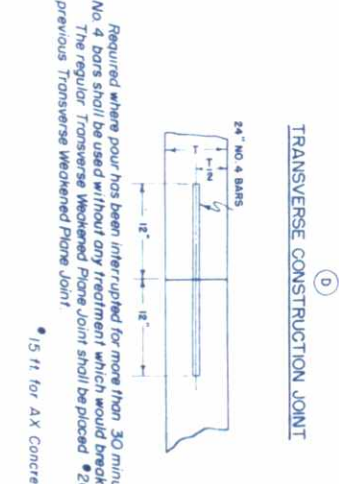 D
TRANSVERSE CONSTRUCTION JOINT
24" NO. 4 BARS
T
12"
12"
Required where pour has been interrupted for more than 30
No. 4 bars shall be used without any treatment which would break
The regular Transverse Weakened Plane Joint shall be placed
previous Transverse Weakened Plane Joint.
15 ft. for AX